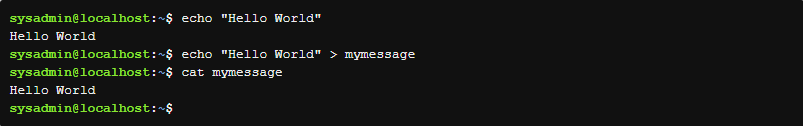 sysadmin@localhost:~$ echo "Hello World"
Hello World
sysadmin@localhost:~$ echo "Hello World" > mymessage
sysadmin@localhost:~$ cat mymessage
Hello World
sysadmin@localhost:~$